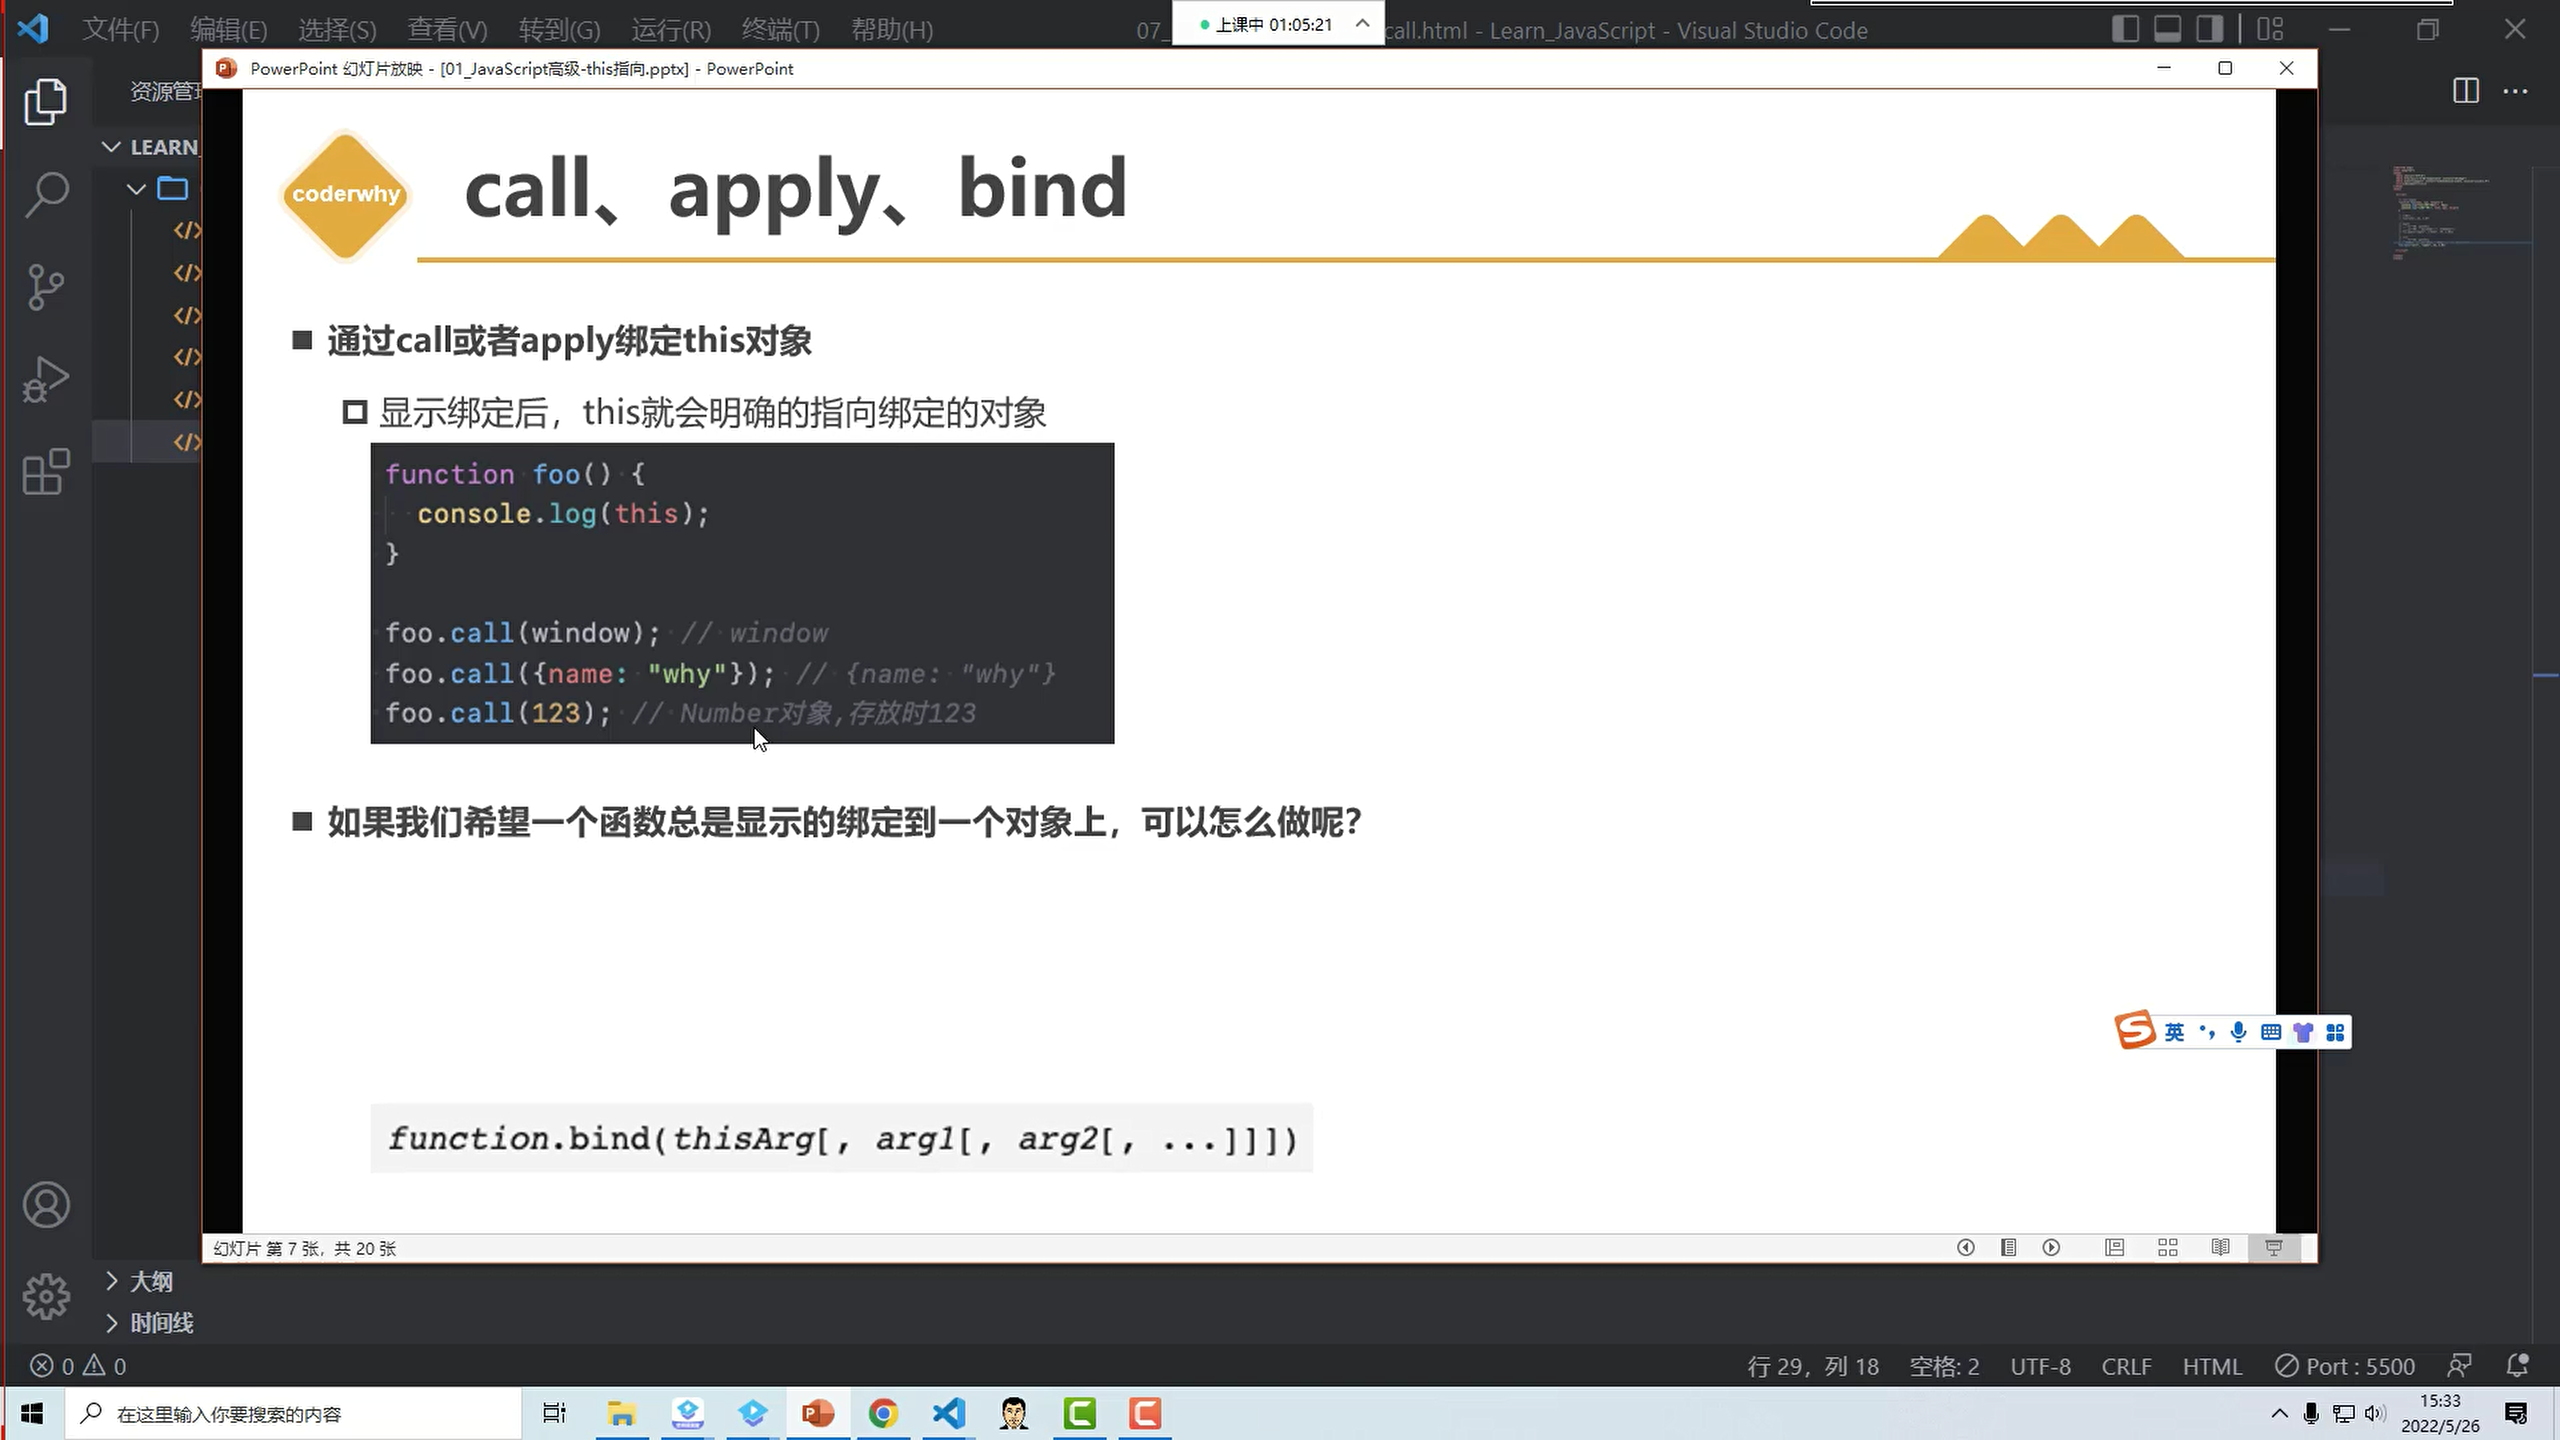 文件(F) 编辑(E) 选择(S) 查看(V) 转到(G) 运行(R) 终端(T) 帮助(H)
07_
上课中 01:05:21
call.html - Learn_JavaScript - Visual Studio Code
PowerPoint 幻灯片放映 - [01_JavaScript高级-this指向.pptx] - PowerPoint
资源管
LEARN_
coderwhy
call、apply、bind
通过call或者apply绑定this对象
显示绑定后，this就会明确的指向绑定的对象
function foo() {
console.log(this);
}
foo.call(window); // window
foo.call({name: "why"}); // {name: "why"}
foo.call(123); // Number对象,存放时123
如果我们希望一个函数总是显示的绑定到一个对象上，可以怎么做呢？
英
function.bind(thisArg[, arg1[, arg2[, ...]]])
幻灯片 第 7 张，共 20 张
大纲
时间线
0 0
行 29，列 18 空格: 2 UTF-8 CRLF HTML Port : 5500
在这里输入你要搜索的内容
15:33
2022/5/26